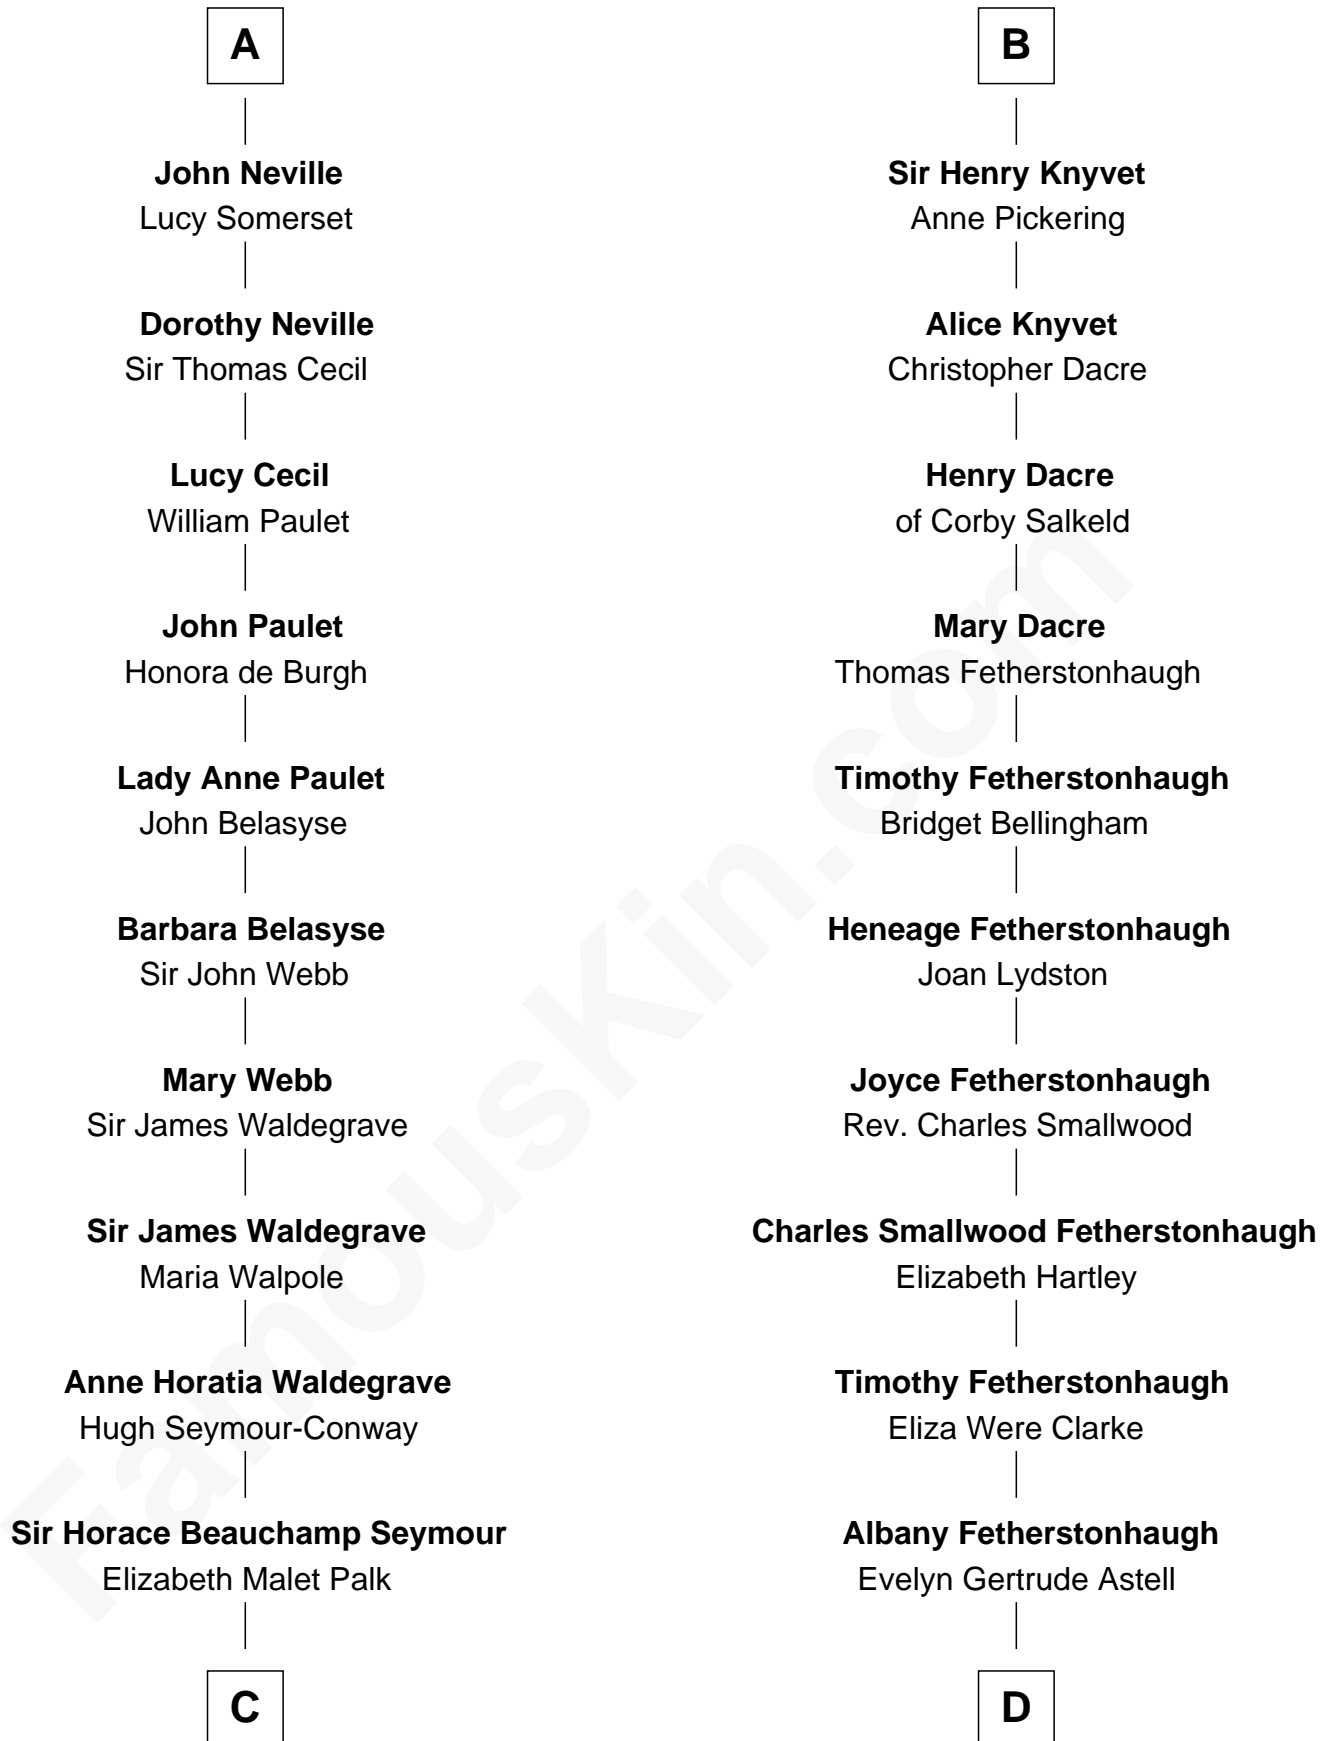 A
John Neville
Lucy Somerset
Dorothy Neville
Sir Thomas Cecil
Lucy Cecil
William Paulet
John Paulet
Honora de Burgh
Lady Anne Paulet
John Belasyse
Barbara Belasyse
Sir John Webb
Mary Webb
Sir James Waldegrave
Sir James Waldegrave
Maria Walpole
Anne Horatia Waldegrave
Hugh Seymour-Conway
Sir Horace Beauchamp Seymour
Elizabeth Malet Palk
C
B
Sir Henry Knyvet
Anne Pickering
Alice Knyvet
Christopher Dacre
Henry Dacre
of Corby Salkeld
Mary Dacre
Thomas Fetherstonhaugh
Timothy Fetherstonhaugh
Bridget Bellingham
Heneage Fetherstonhaugh
Joan Lydston
Joyce Fetherstonhaugh
Rev. Charles Smallwood
Charles Smallwood Fetherstonhaugh
Elizabeth Hartley
Timothy Fetherstonhaugh
Eliza Were Clarke
Albany Fetherstonhaugh
Evelyn Gertrude Astell
D
FamousKin.com